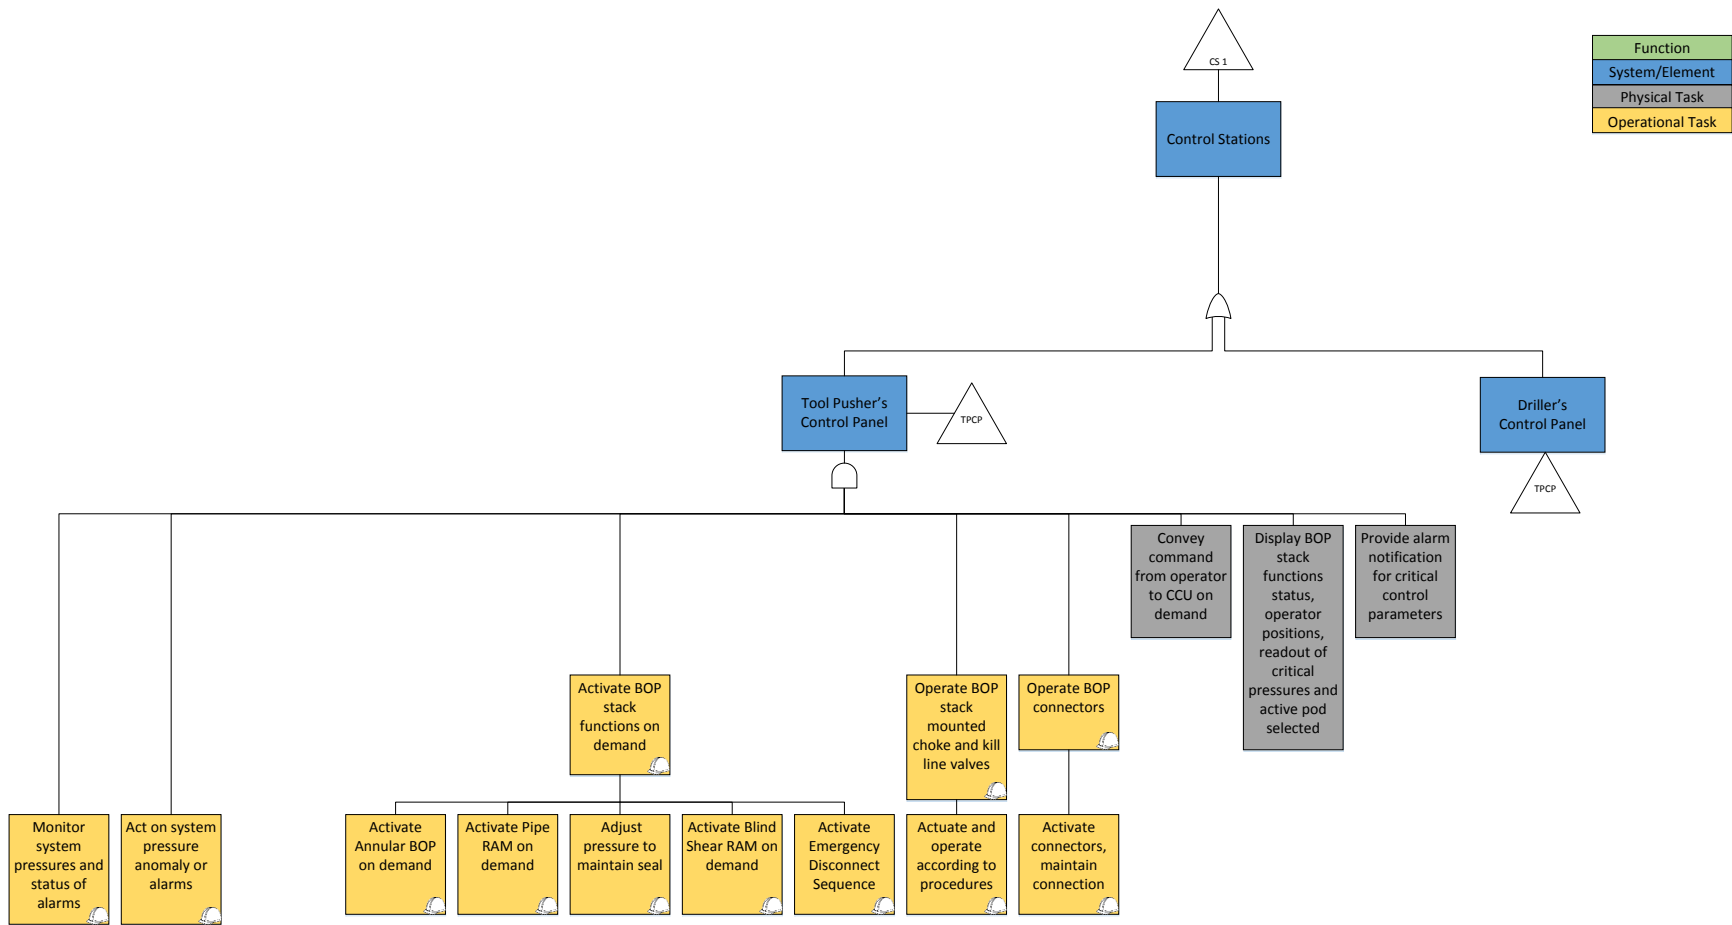 CS 1
Function
System/Element
Physical Task
Operational Task
Control Stations
Tool Pusher's
Control Panel
TPCP
Driller's
Control Panel
TPCP
Convey
command
from operator
to CCU on
demand
Display BOP
stack
functions
status,
operator
positions,
readout of
critical
pressures and
active pod
selected
Provide alarm
notification
for critical
control
parameters
Activate BOP
stack
functions on
demand
Operate BOP
stack
mounted
choke and kill
line valves
Operate BOP
connectors
Monitor
system
pressures and
status of
alarms
Act on system
pressure
anomaly or
alarms
Activate
Annular BOP
on demand
Activate Pipe
RAM on
demand
Adjust
pressure to
maintain seal
Activate Blind
Shear RAM on
demand
Activate
Emergency
Disconnect
Sequence
Actuate and
operate
according to
procedures
Activate
connectors,
maintain
connection